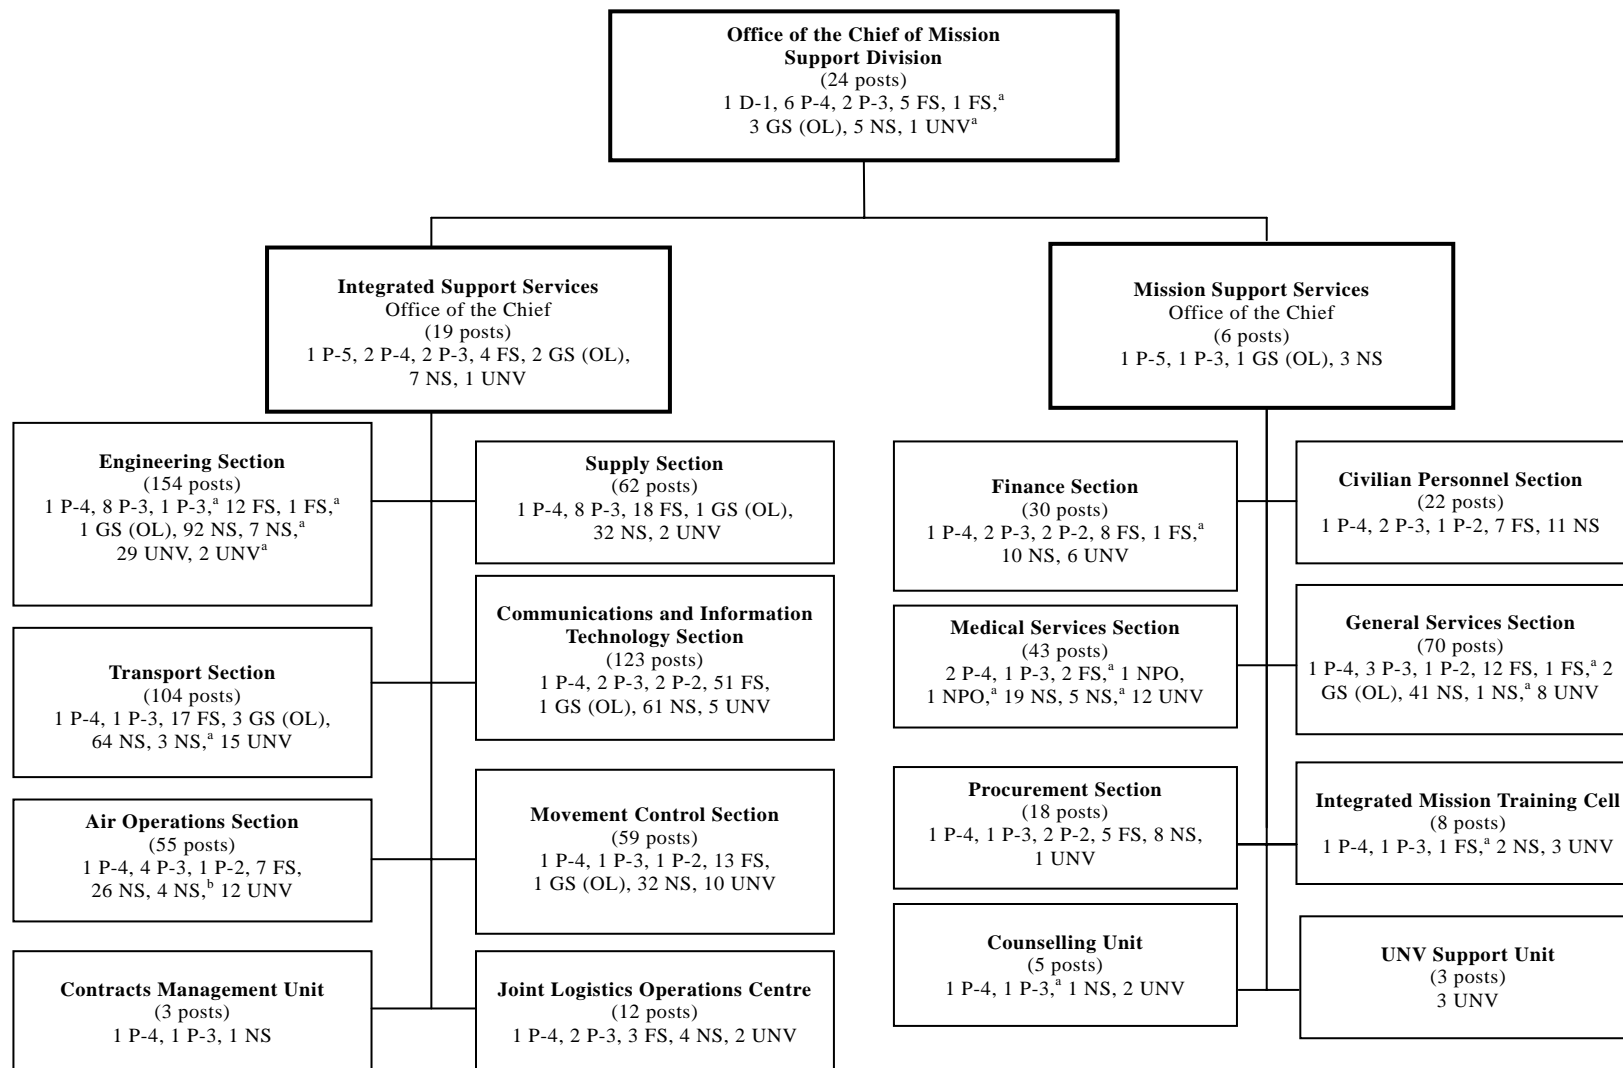 Office of the Chief of Mission
Support Division
(24 posts)
1 D-1, 6 P-4, 2 P-3, 5 FS, 1 FS,a
3 GS (OL), 5 NS, 1 UNVa
Integrated Support Services
Office of the Chief
(19 posts)
1 P-5, 2 P-4, 2 P-3, 4 FS, 2 GS (OL),
7 NS, 1 UNV
Mission Support Services
Office of the Chief
(6 posts)
1 P-5, 1 P-3, 1 GS (OL), 3 NS
Engineering Section
(154 posts)
1 P-4, 8 P-3, 1 P-3,a 12 FS, 1 FS,a
1 GS (OL), 92 NS, 7 NS,a
29 UNV, 2 UNVa
Supply Section
(62 posts)
1 P-4, 8 P-3, 18 FS, 1 GS (OL),
32 NS, 2 UNV
Finance Section
(30 posts)
1 P-4, 2 P-3, 2 P-2, 8 FS, 1 FS,a
10 NS, 6 UNV
Civilian Personnel Section
(22 posts)
1 P-4, 2 P-3, 1 P-2, 7 FS, 11 NS
Transport Section
(104 posts)
1 P-4, 1 P-3, 17 FS, 3 GS (OL),
64 NS, 3 NS,a 15 UNV
Communications and Information
Technology Section
(123 posts)
1 P-4, 2 P-3, 2 P-2, 51 FS,
1 GS (OL), 61 NS, 5 UNV
Medical Services Section
(43 posts)
2 P-4, 1 P-3, 2 FS,a 1 NPO,
1 NPO,a 19 NS, 5 NS,a 12 UNV
General Services Section
(70 posts)
1 P-4, 3 P-3, 1 P-2, 12 FS, 1 FS,a 2
GS (OL), 41 NS, 1 NS,a 8 UNV
Air Operations Section
(55 posts)
1 P-4, 4 P-3, 1 P-2, 7 FS,
26 NS, 4 NS,b 12 UNV
Movement Control Section
(59 posts)
1 P-4, 1 P-3, 1 P-2, 13 FS,
1 GS (OL), 32 NS, 10 UNV
Procurement Section
(18 posts)
1 P-4, 1 P-3, 2 P-2, 5 FS, 8 NS,
1 UNV
Integrated Mission Training Cell
(8 posts)
1 P-4, 1 P-3, 1 FS,a 2 NS, 3 UNV
Contracts Management Unit
(3 posts)
1 P-4, 1 P-3, 1 NS
Joint Logistics Operations Centre
(12 posts)
1 P-4, 2 P-3, 3 FS, 4 NS, 2 UNV
Counselling Unit
(5 posts)
1 P-4, 1 P-3,a 1 NS, 2 UNV
UNV Support Unit
(3 posts)
3 UNV